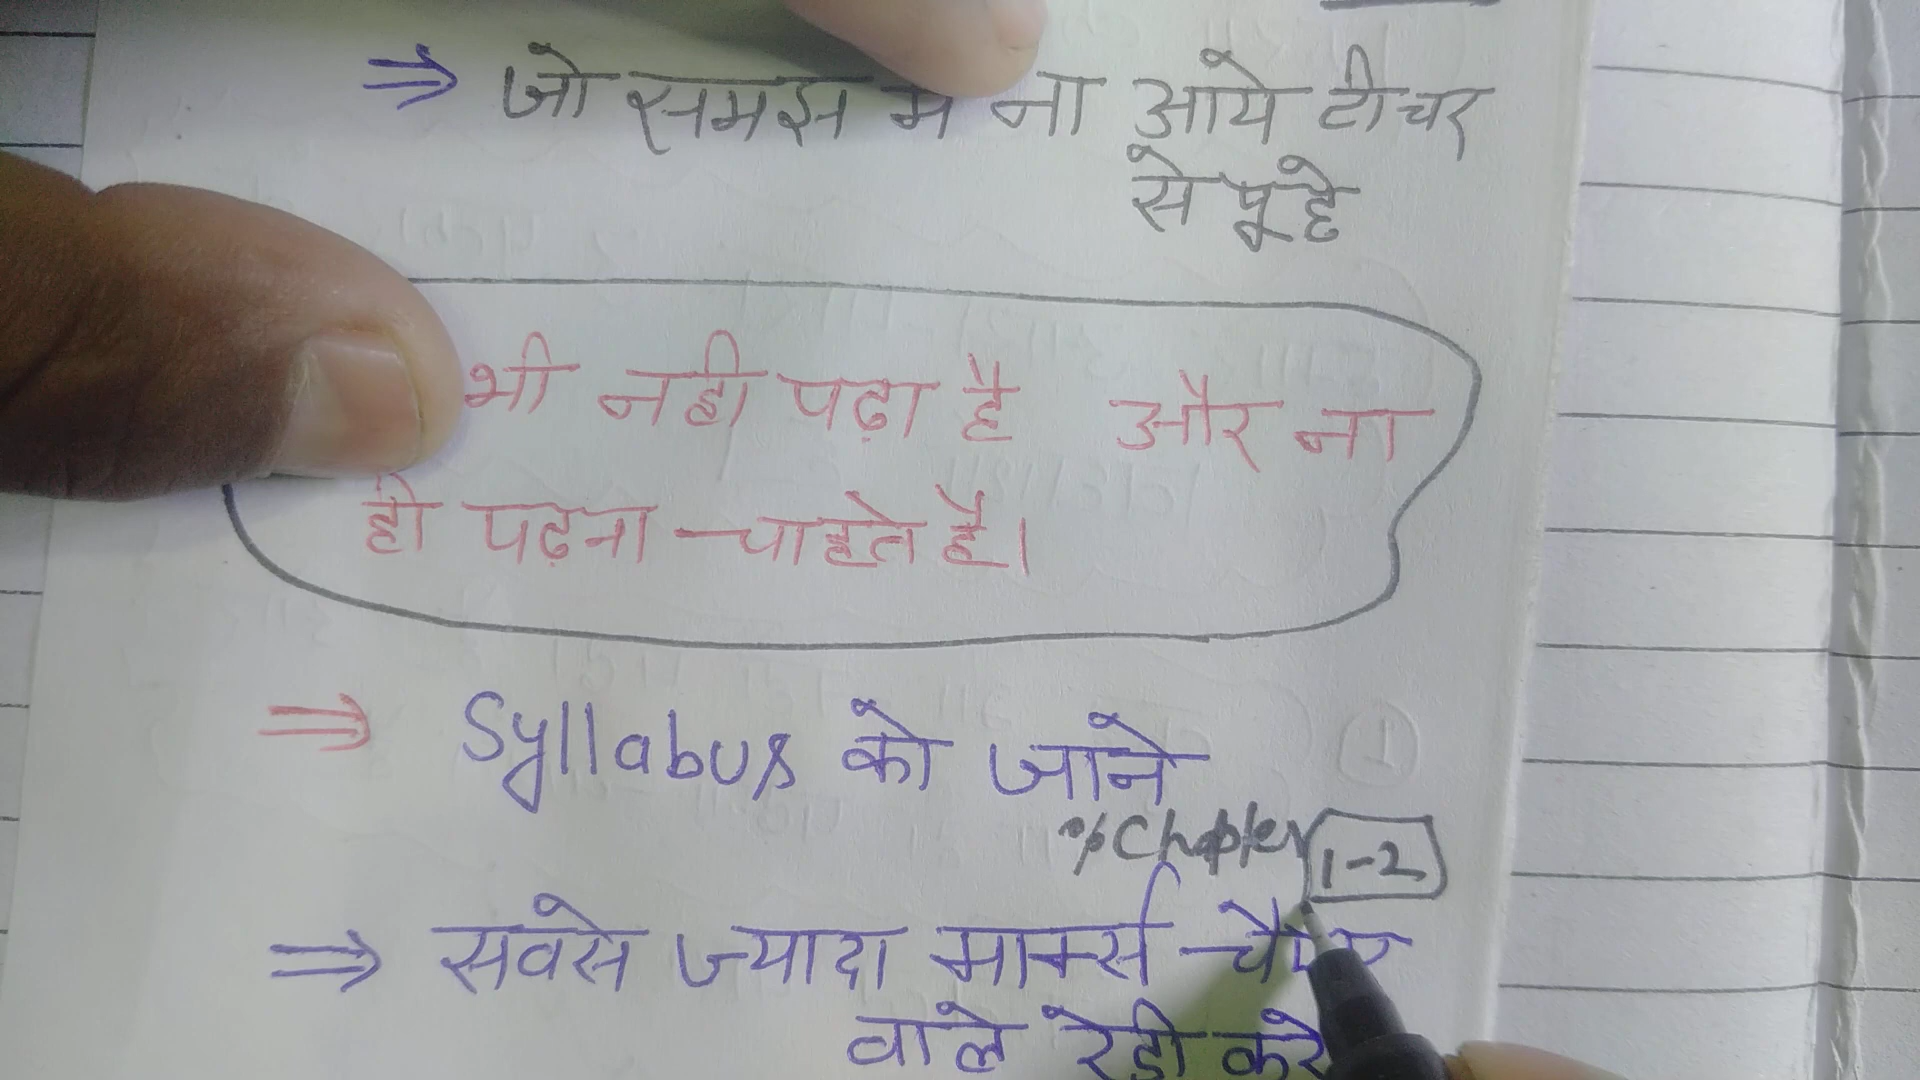 ⇒ जो समझ म ना आये टीचर
से पूछे
भी नही पढ़ा है और ना
ही पढ़ना चाहते है।
⇒ Syllabus को जाने
% Chapter 1-2
⇒ सबसे ज्यादा मार्क्स
वाले रेडी करे